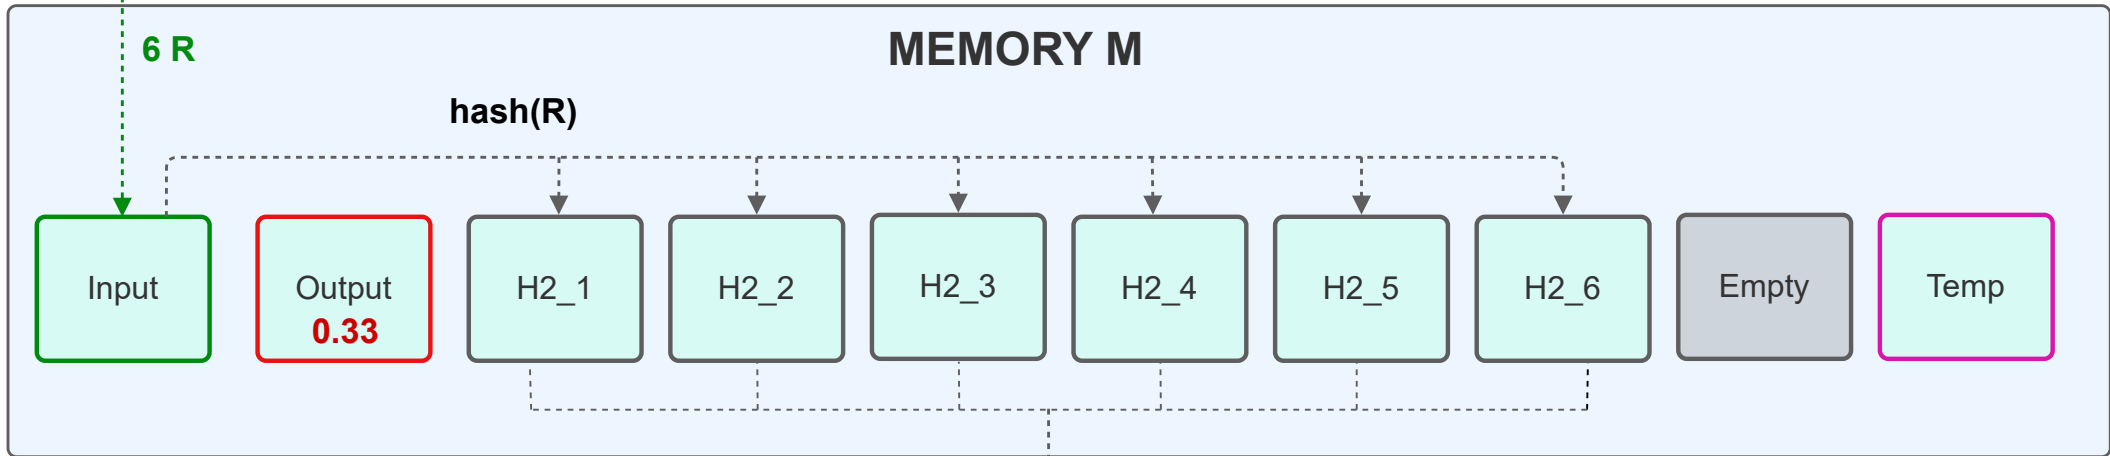 MEMORY M
6 R
hash(R)
Input
Output
0.33
H2_1
H2_2
H2_3
H2_4
H2_5
H2_6
Empty
Temp